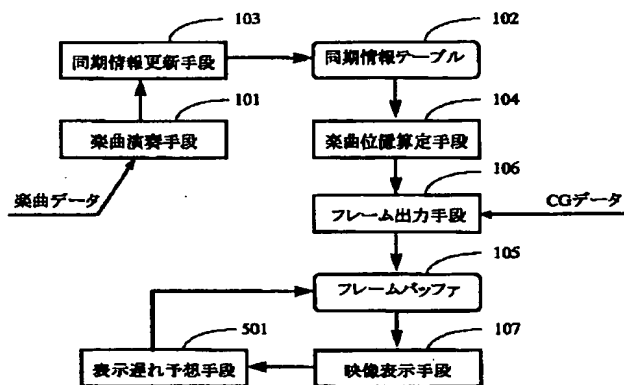 103
102
同期情報更新手段
同期情報テーブル
101
104
楽曲演奏手段
楽曲位置算定手段
106
楽曲データ
フレーム出力手段
CGデータ
105
フレームバッファ
501
107
表示遅れ予想手段
映像表示手段